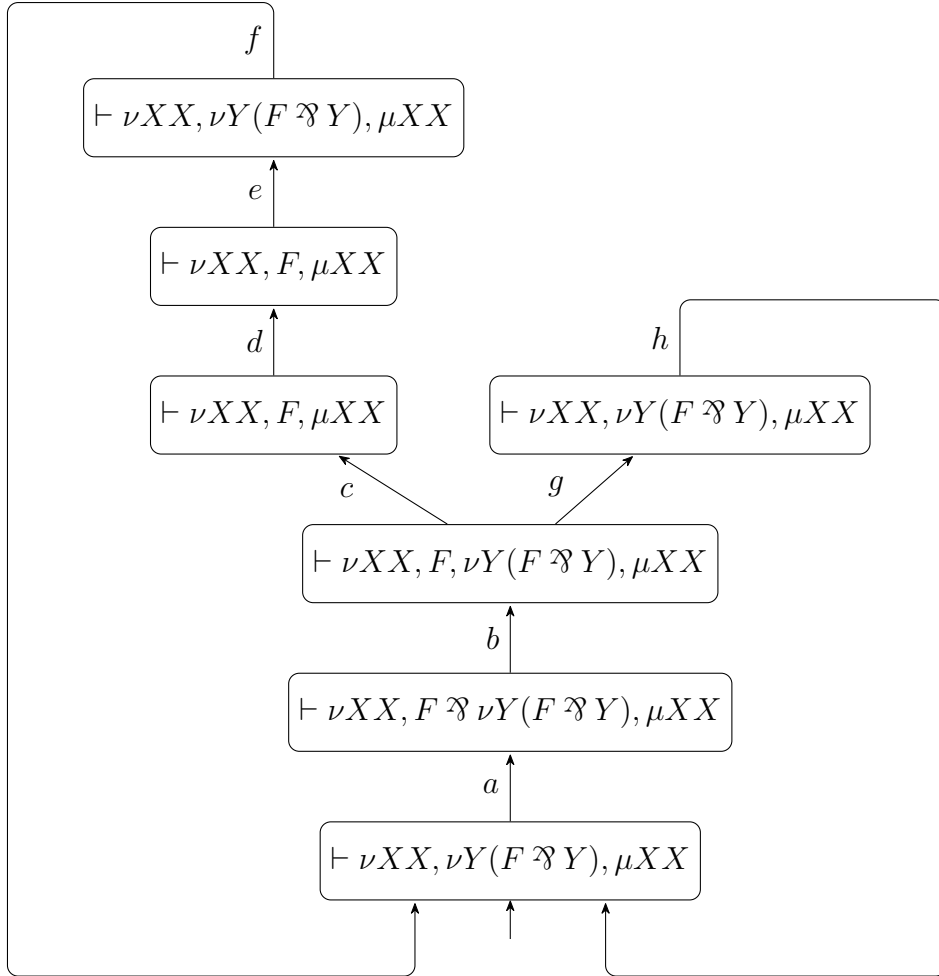 f
⊢ νXX, νY(F ⅋ Y), μXX
e
⊢ νXX, F, μXX
d
h
⊢ νXX, F, μXX
⊢ νXX, νY(F ⅋ Y), μXX
c
g
⊢ νXX, F, νY(F ⅋ Y), μXX
b
⊢ νXX, F ⅋ νY(F ⅋ Y), μXX
a
⊢ νXX, νY(F ⅋ Y), μXX